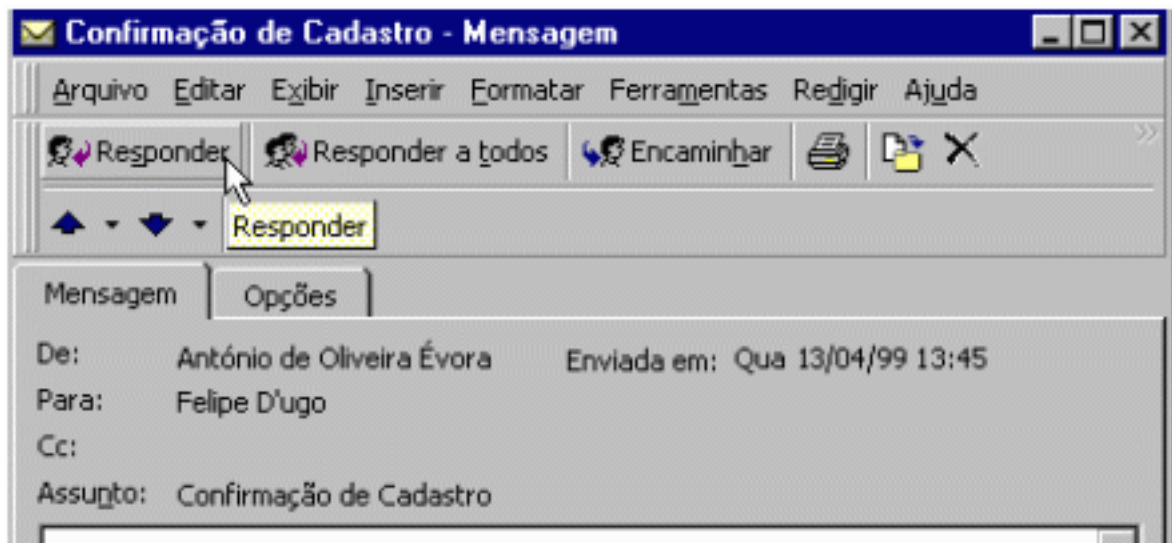 Confirmação de Cadastro - Mensagem
Arquivo Editar Exibir Inserir Formatar Ferramentas Redigir Ajuda
Responder Responder a todos Encaminhar
Responder
Mensagem Opções
De: António de Oliveira Évora Enviada em: Qua 13/04/99 13:45
Para: Felipe D'ugo
Cc:
Assunto: Confirmação de Cadastro